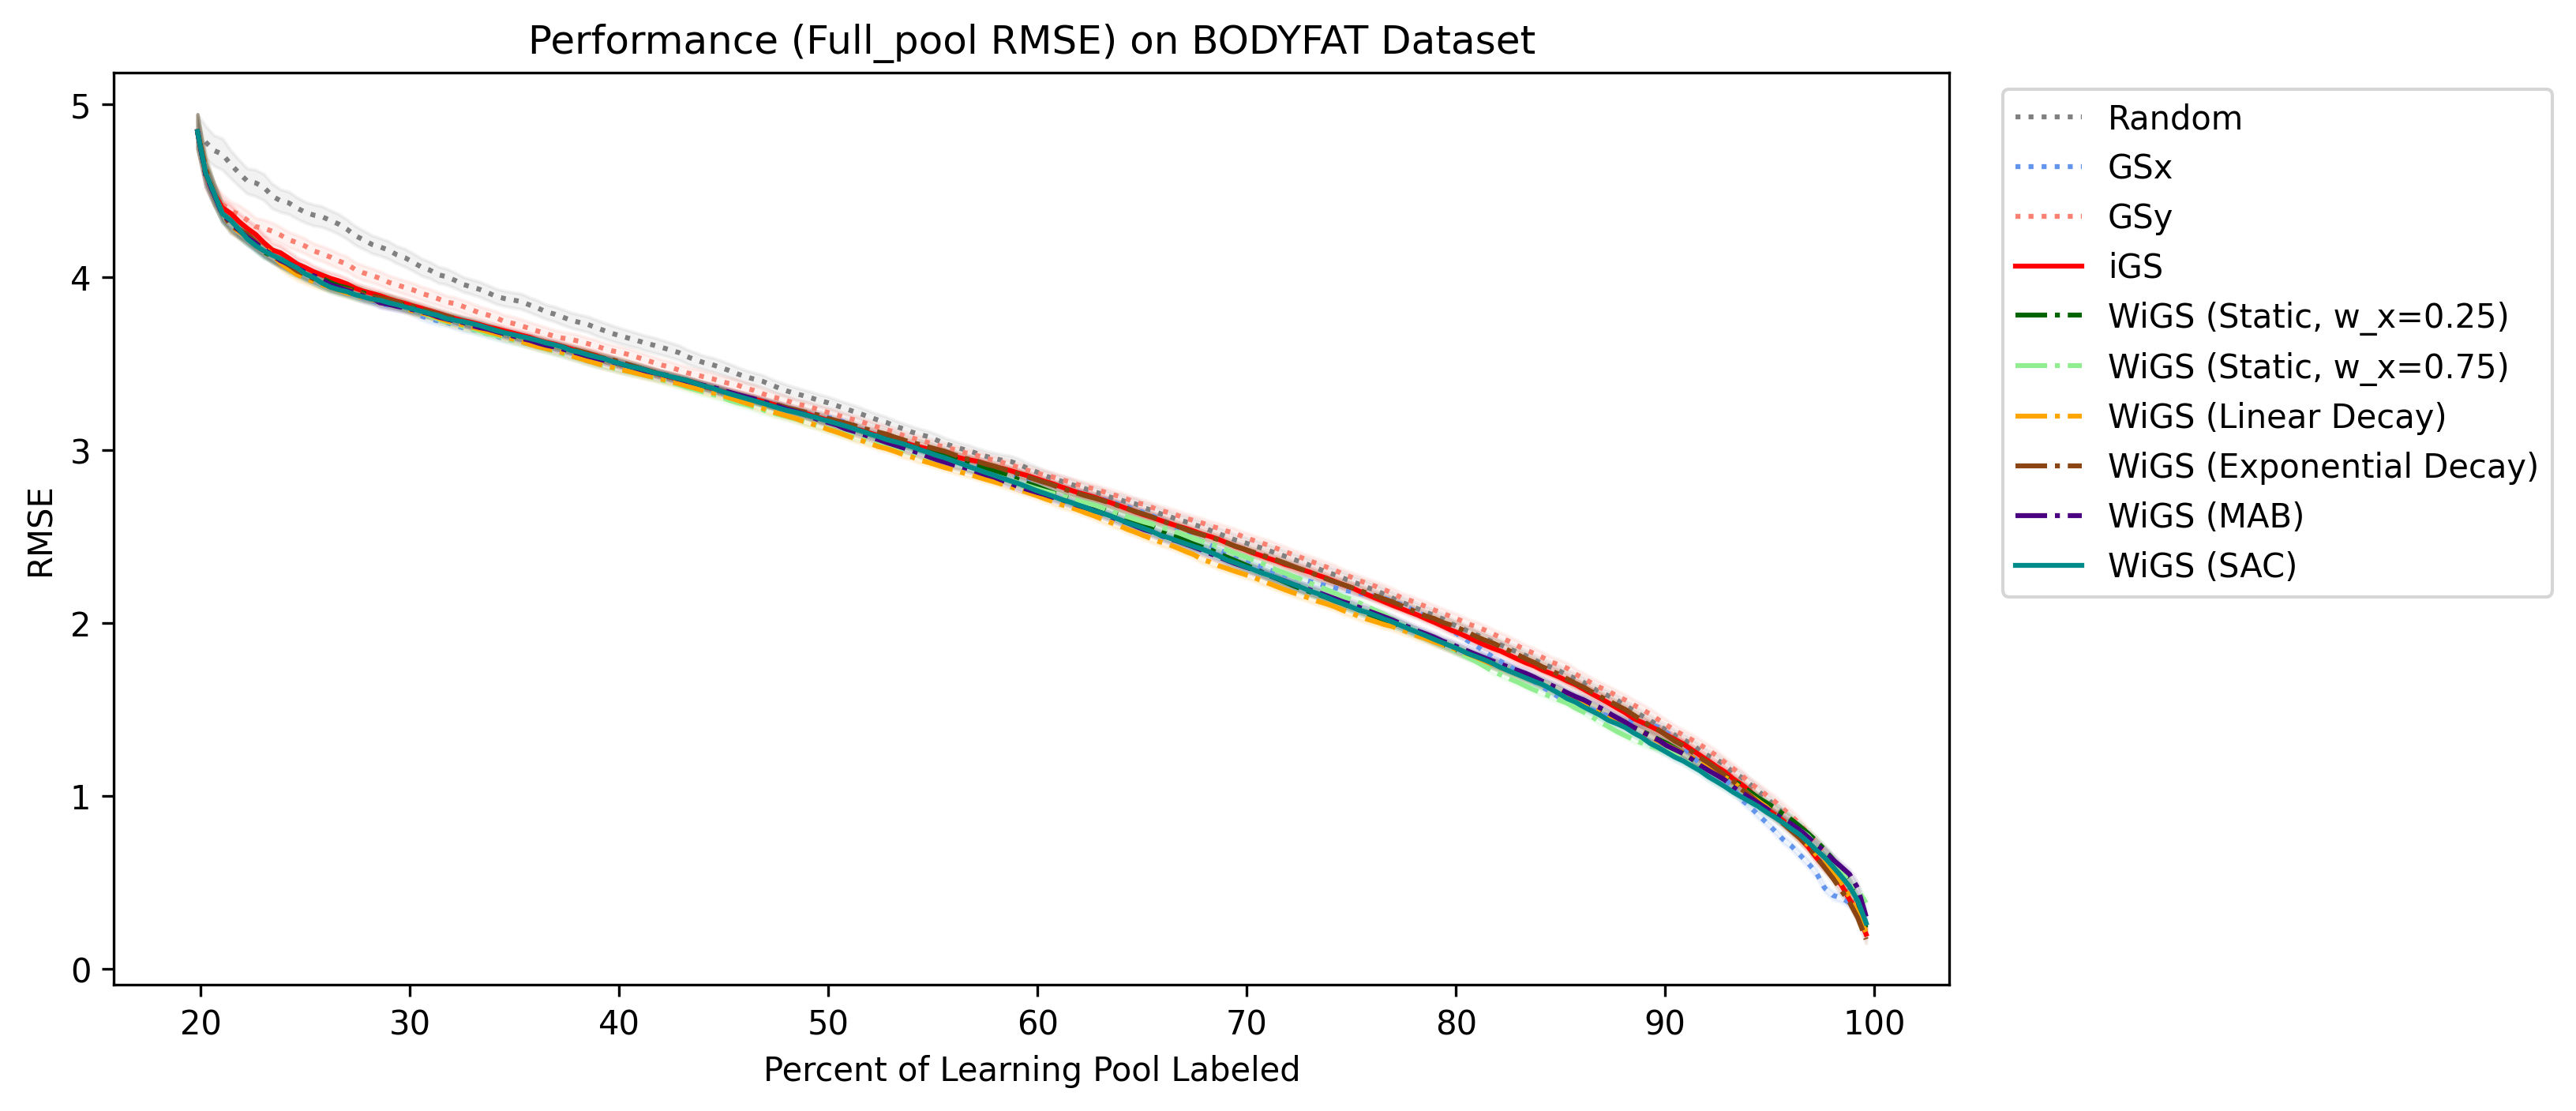 Performance (Full_pool RMSE) on BODYFAT Dataset
5
4
3
2
1
0
RMSE
20 30 40 50 60 70 80 90 100
Percent of Learning Pool Labeled
Random
GSx
GSy
iGS
WiGS (Static, w_x=0.25)
WiGS (Static, w_x=0.75)
WiGS (Linear Decay)
WiGS (Exponential Decay)
WiGS (MAB)
WiGS (SAC)